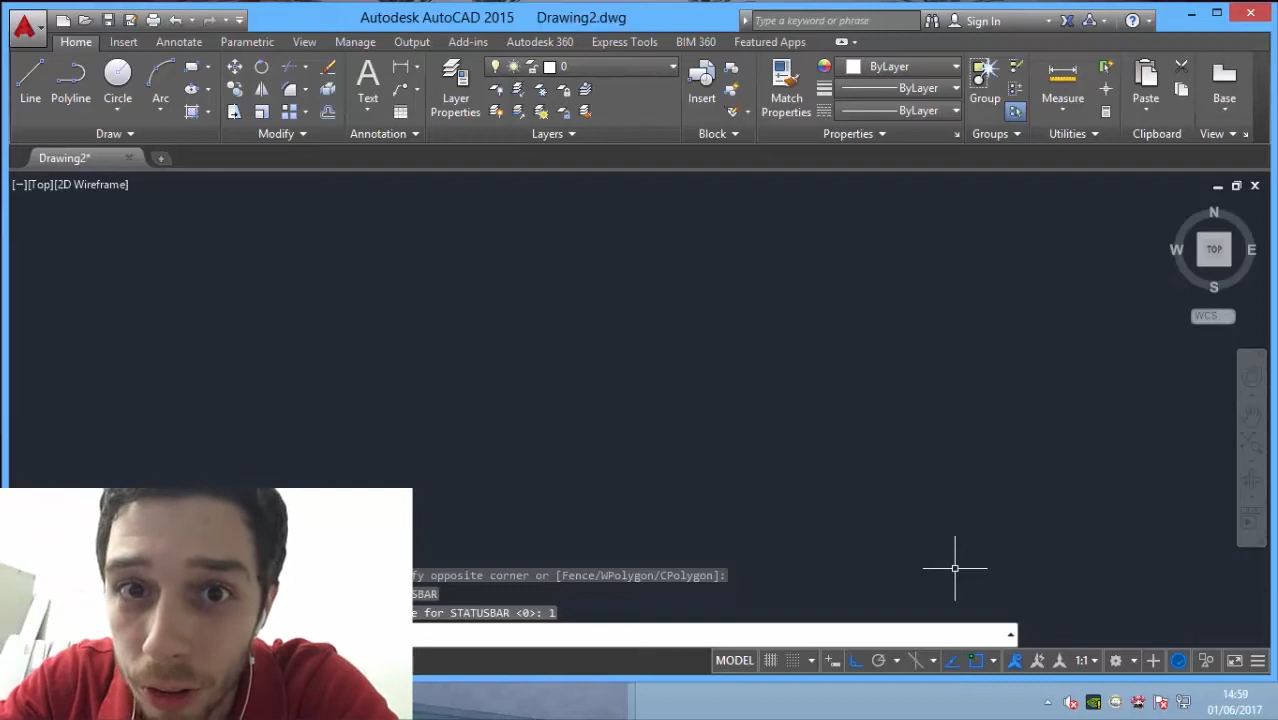 Autodesk AutoCAD 2015 Drawing2.dwg
Type a keyword or phrase
Sign In
Home Insert Annotate Parametric View Manage Output Add-ins Autodesk 360 Express Tools BIM 360 Featured Apps
Line Polyline Circle Arc
Text
Layer Properties
0
Insert
Match Properties
ByLayer
ByLayer
ByLayer
Group
Measure
Paste
Base
Draw Modify Annotation Layers Block Properties Groups Utilities Clipboard View
Drawing2*
[−][Top][2D Wireframe]
N
W TOP E
S
WCS
fy opposite corner or [Fence/WPolygon/CPolygon]:
SBAR
e for STATUSBAR <0>: 1
MODEL 1:1
14:59
01/06/2017